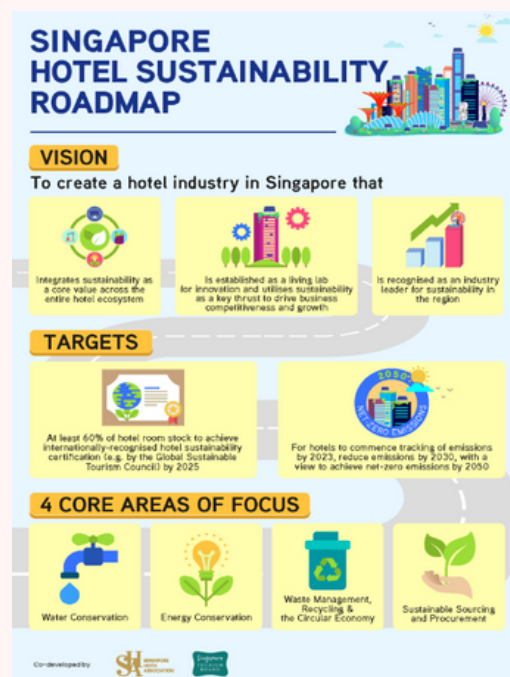 SINGAPORE
HOTEL SUSTAINABILITY
ROADMAP
VISION
To create a hotel industry in Singapore that
Integrates sustainability as
a core value across the
entire hotel ecosystem
Is established as a living lab
for innovation and utilises sustainability
as a key thrust to drive business
competitiveness and growth
Is recognised as an industry
leader for sustainability in
the region
TARGETS
At least 60% of hotel room stock to achieve
internationally-recognised hotel sustainability
certification (e.g. by the Global Sustainable
Tourism Council) by 2025
2050
NET-ZERO EMISSIONS
For hotels to commence tracking of emissions
by 2023, reduce emissions by 2030, with a
view to achieve net-zero emissions by 2050
4 CORE AREAS OF FOCUS
Water Conservation
Energy Conservation
Waste Management,
Recycling &
the Circular Economy
Sustainable Sourcing
and Procurement
Co-developed by
SHA
SINGAPORE
HOTEL
ASSOCIATION
Singapore
TOURISM
BOARD